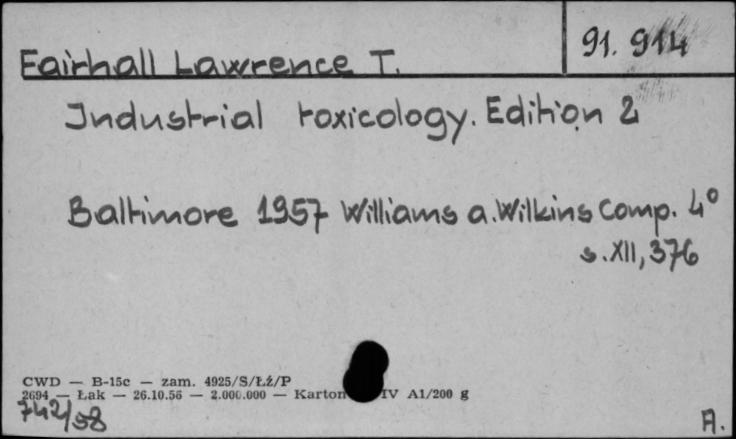 91. 914
Fairhall Lawrence T.
Industrial toxicology. Edition 2
Baltimore 1957 Williams a. Wilkins Comp. 4°
s. XII, 376
CWD — B-15c — zam. 4925/S/Łź/P
2694 — Łak — 26.10.56 — 2.000.000 — Karton IV A1/200 g
742/58
A.